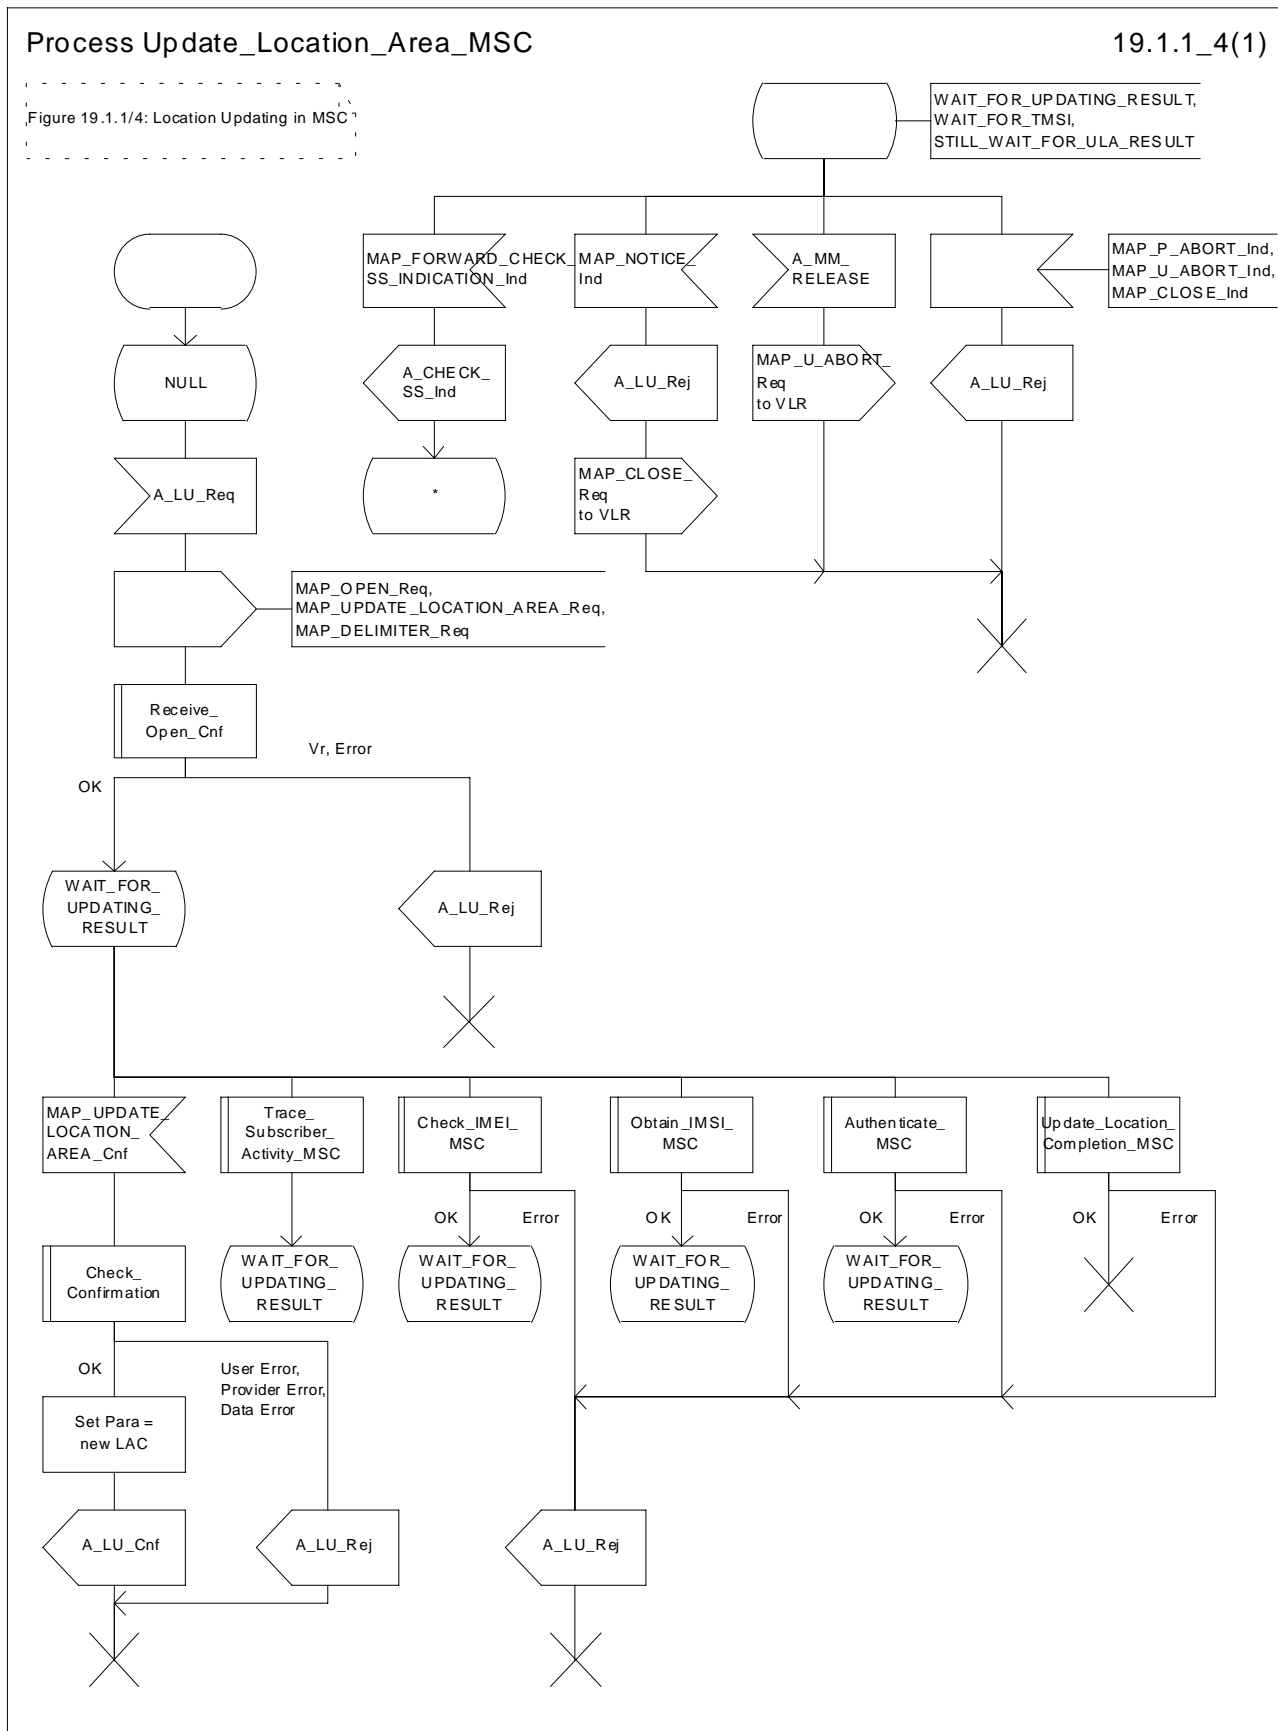 Process Update_Location_Area_MSC
19.1.1_4(1)
Figure 19.1.1/4: Location Updating in MSC
WAIT_FOR_UPDATING_RESULT,
WAIT_FOR_TMSI,
STILL_WAIT_FOR_ULA_RESULT
MAP_FORWARD_CHECK_
SS_INDICATION_Ind
MAP_NOTICE_
Ind
A_MM_
RELEASE
MAP_P_ABORT_Ind,
MAP_U_ABORT_Ind,
MAP_CLOSE_Ind
NULL
A_CHECK_
SS_Ind
A_LU_Rej
MAP_U_ABORT_
Req
to VLR
A_LU_Rej
A_LU_Req
*
MAP_CLOSE_
Req
to VLR
MAP_OPEN_Req,
MAP_UPDATE_LOCATION_AREA_Req,
MAP_DELIMITER_Req
Receive_
Open_Cnf
Vr, Error
OK
WAIT_FOR_
UPDATING_
RESULT
A_LU_Rej
MAP_UPDATE_
LOCATION_
AREA_Cnf
Trace_
Subscriber_
Activity_MSC
Check_IMEI_
MSC
Obtain_IMSI_
MSC
Authenticate_
MSC
Update_Location_
Completion_MSC
OK
Error
OK
Error
OK
Error
OK
Error
Check_
Confirmation
WAIT_FOR_
UPDATING_
RESULT
WAIT_FOR_
UPDATING_
RESULT
WAIT_FOR_
UPDATING_
RESULT
WAIT_FOR_
UPDATING_
RESULT
OK
User Error,
Provider Error,
Data Error
Set Para =
new LAC
A_LU_Cnf
A_LU_Rej
A_LU_Rej